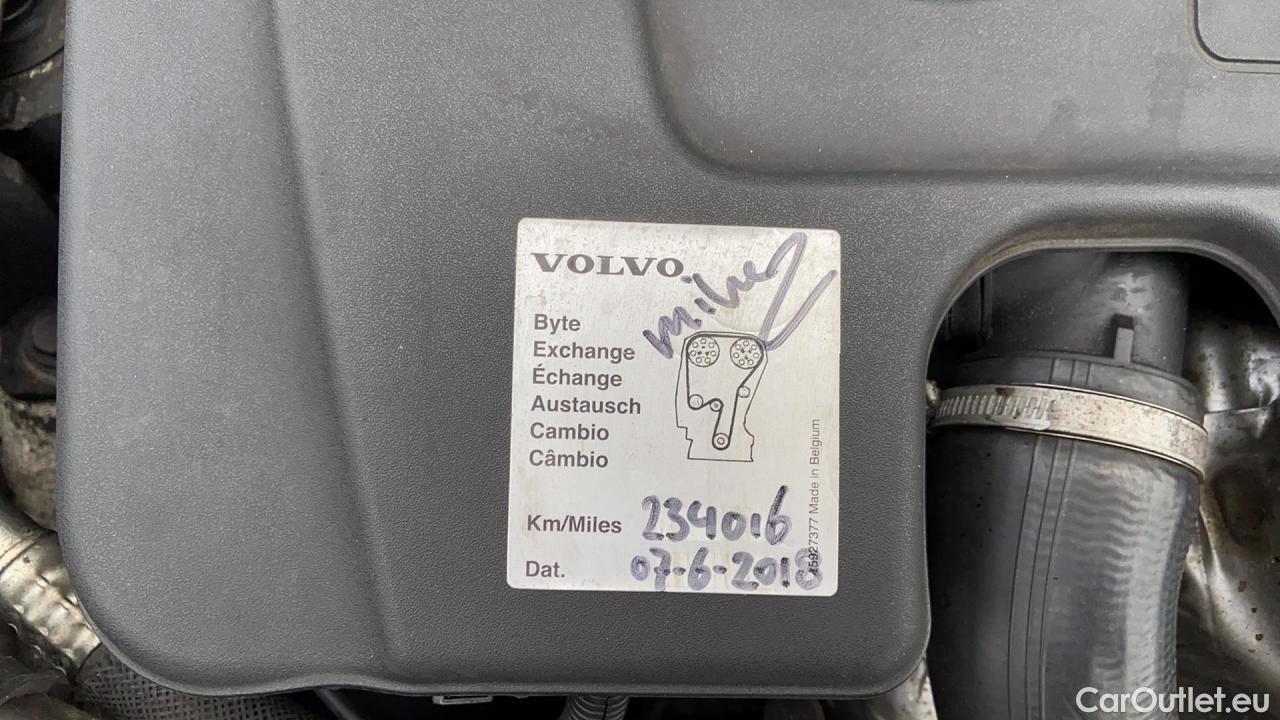 VOLVO
Byte
Exchange
Échange
Austausch
Cambio
Câmbio
Km/Miles 234016
Dat. 07-6-2018
Made in Belgium
CarOutlet.eu